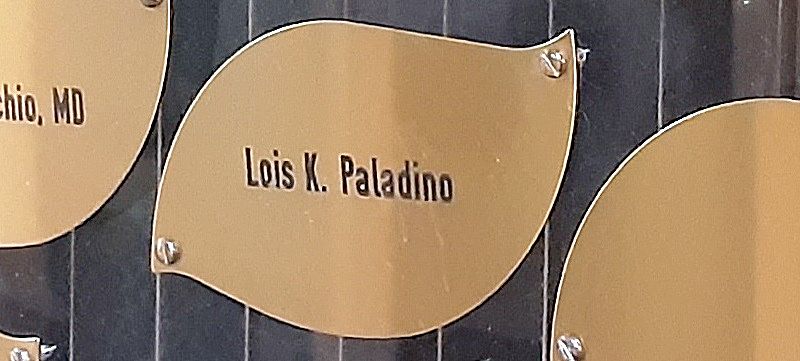 chio, MD
Lois K. Paladino